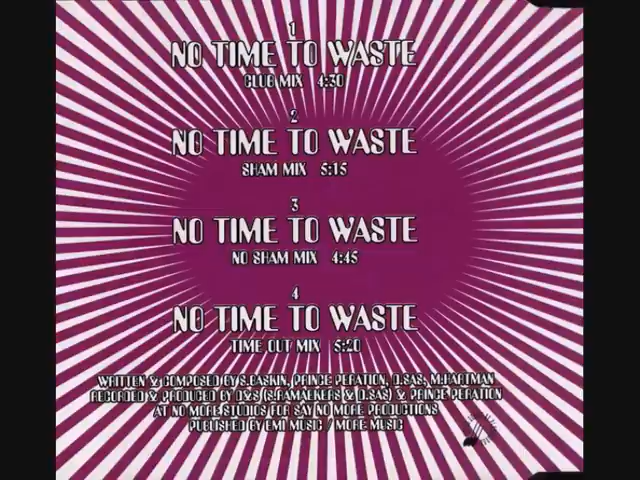 1
NO TIME TO WASTE
CLUB MIX 4:30
2
NO TIME TO WASTE
SHAM MIX 5:15
3
NO TIME TO WASTE
NO SHAM MIX 4:45
4
NO TIME TO WASTE
TIME OUT MIX 5:20
WRITTEN & COMPOSED BY S.BASKIN, PRINCE PERATION, D.SAS, M.HARTMAN
RECORDED & PRODUCED BY D&S (S.RAMAEKERS & D.SAS) & PRINCE PERATION
AT NO MORE STUDIOS FOR SAY NO MORE PRODUCTIONS
PUBLISHED BY EMI MUSIC / MORE MUSIC